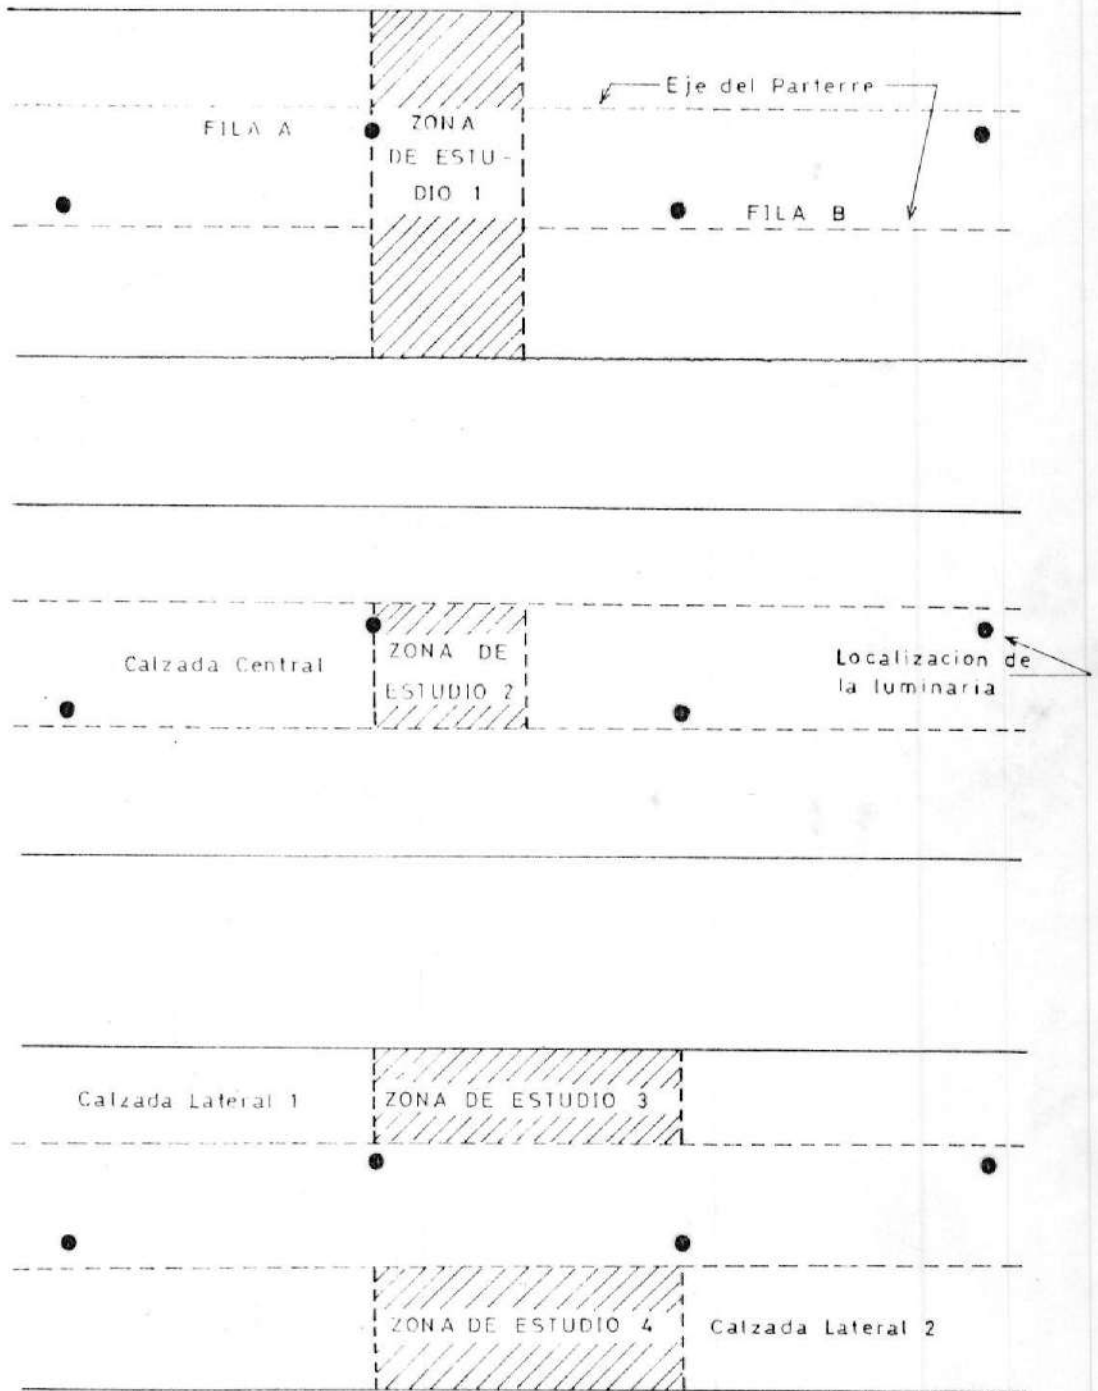 Eje del Parterre
FILA A
ZONA
DE ESTU-
DIO 1
FILA B
Calzada Central
ZONA DE
ESTUDIO 2
Localizacion de
la luminaria
Calzada Lateral 1
ZONA DE ESTUDIO 3
ZONA DE ESTUDIO 4
Calzada Lateral 2